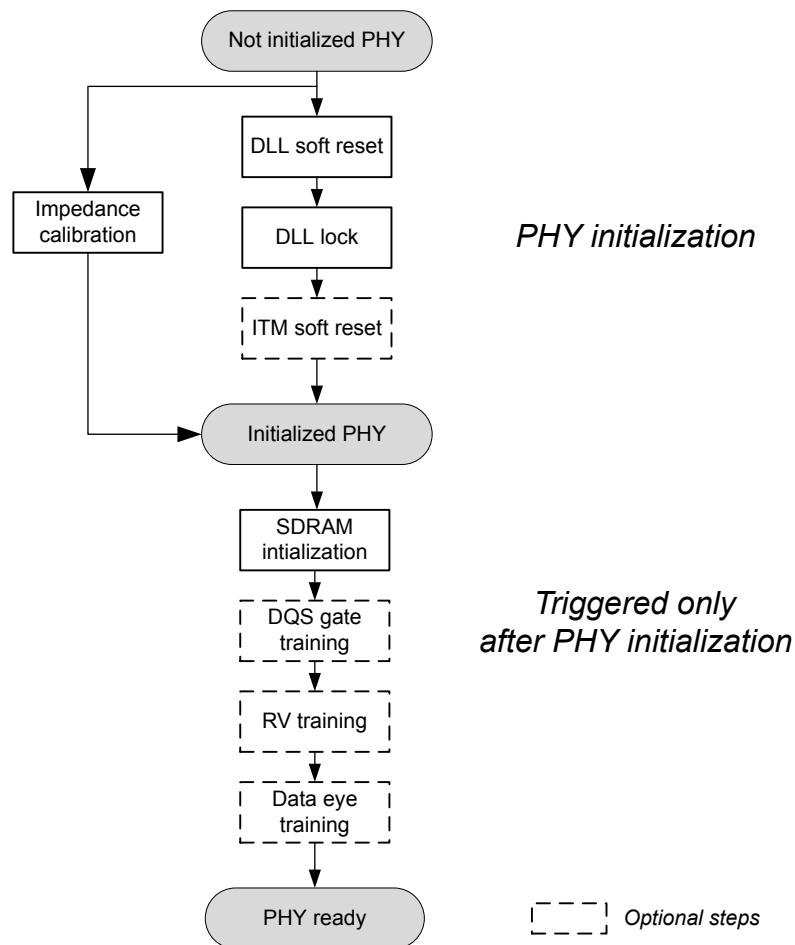 Not initialized PHY
DLL soft reset
Impedance
calibration
DLL lock
PHY initialization
ITM soft reset
Initialized PHY
SDRAM
intialization
DQS gate
training
Triggered only
after PHY initialization
RV training
Data eye
training
PHY ready
Optional steps